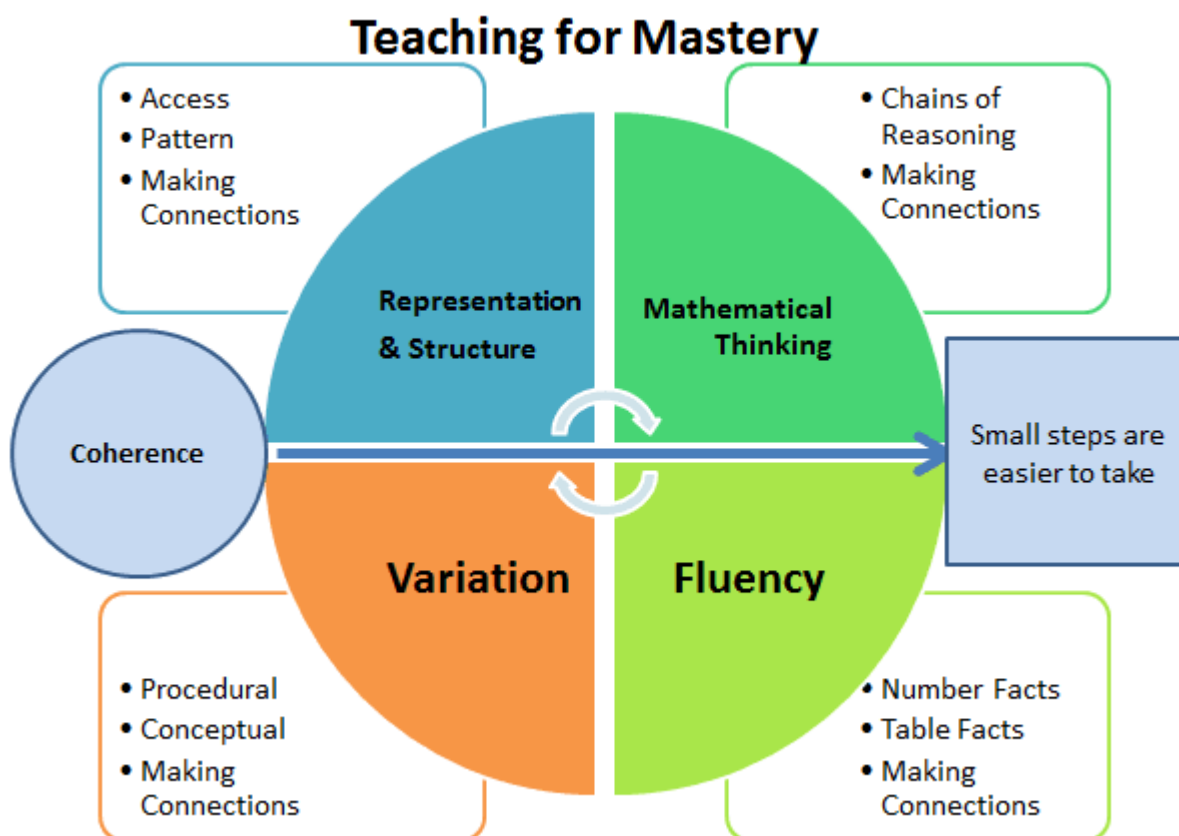 Teaching for Mastery
• Access
• Pattern
• Making
Connections
• Chains of
Reasoning
• Making
Connections
Representation
& Structure
Mathematical
Thinking
Coherence
Small steps are
easier to take
Variation
Fluency
• Procedural
• Conceptual
• Making
Connections
• Number Facts
• Table Facts
• Making
Connections